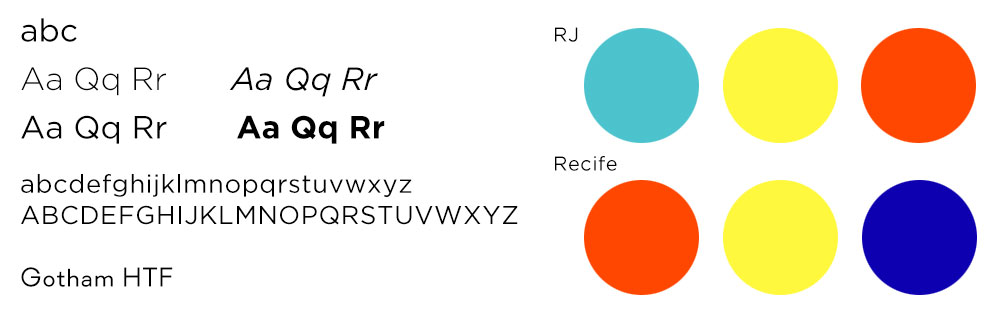 abc
Aa Qq Rr Aa Qq Rr
Aa Qq Rr Aa Qq Rr
abcdefghijklmnopqrstuvwxyz
ABCDEFGHIJKLMNOPQRSTUVWXYZ
Gotham HTF
RJ
Recife